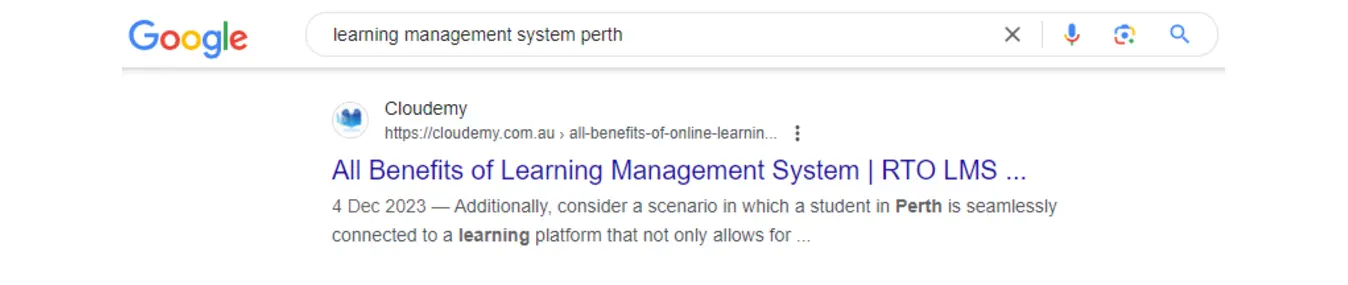 Google
learning management system perth
Cloudemy
https://cloudemy.com.au › all-benefits-of-online-learnin...
All Benefits of Learning Management System | RTO LMS ...
4 Dec 2023 — Additionally, consider a scenario in which a student in Perth is seamlessly
connected to a learning platform that not only allows for ...